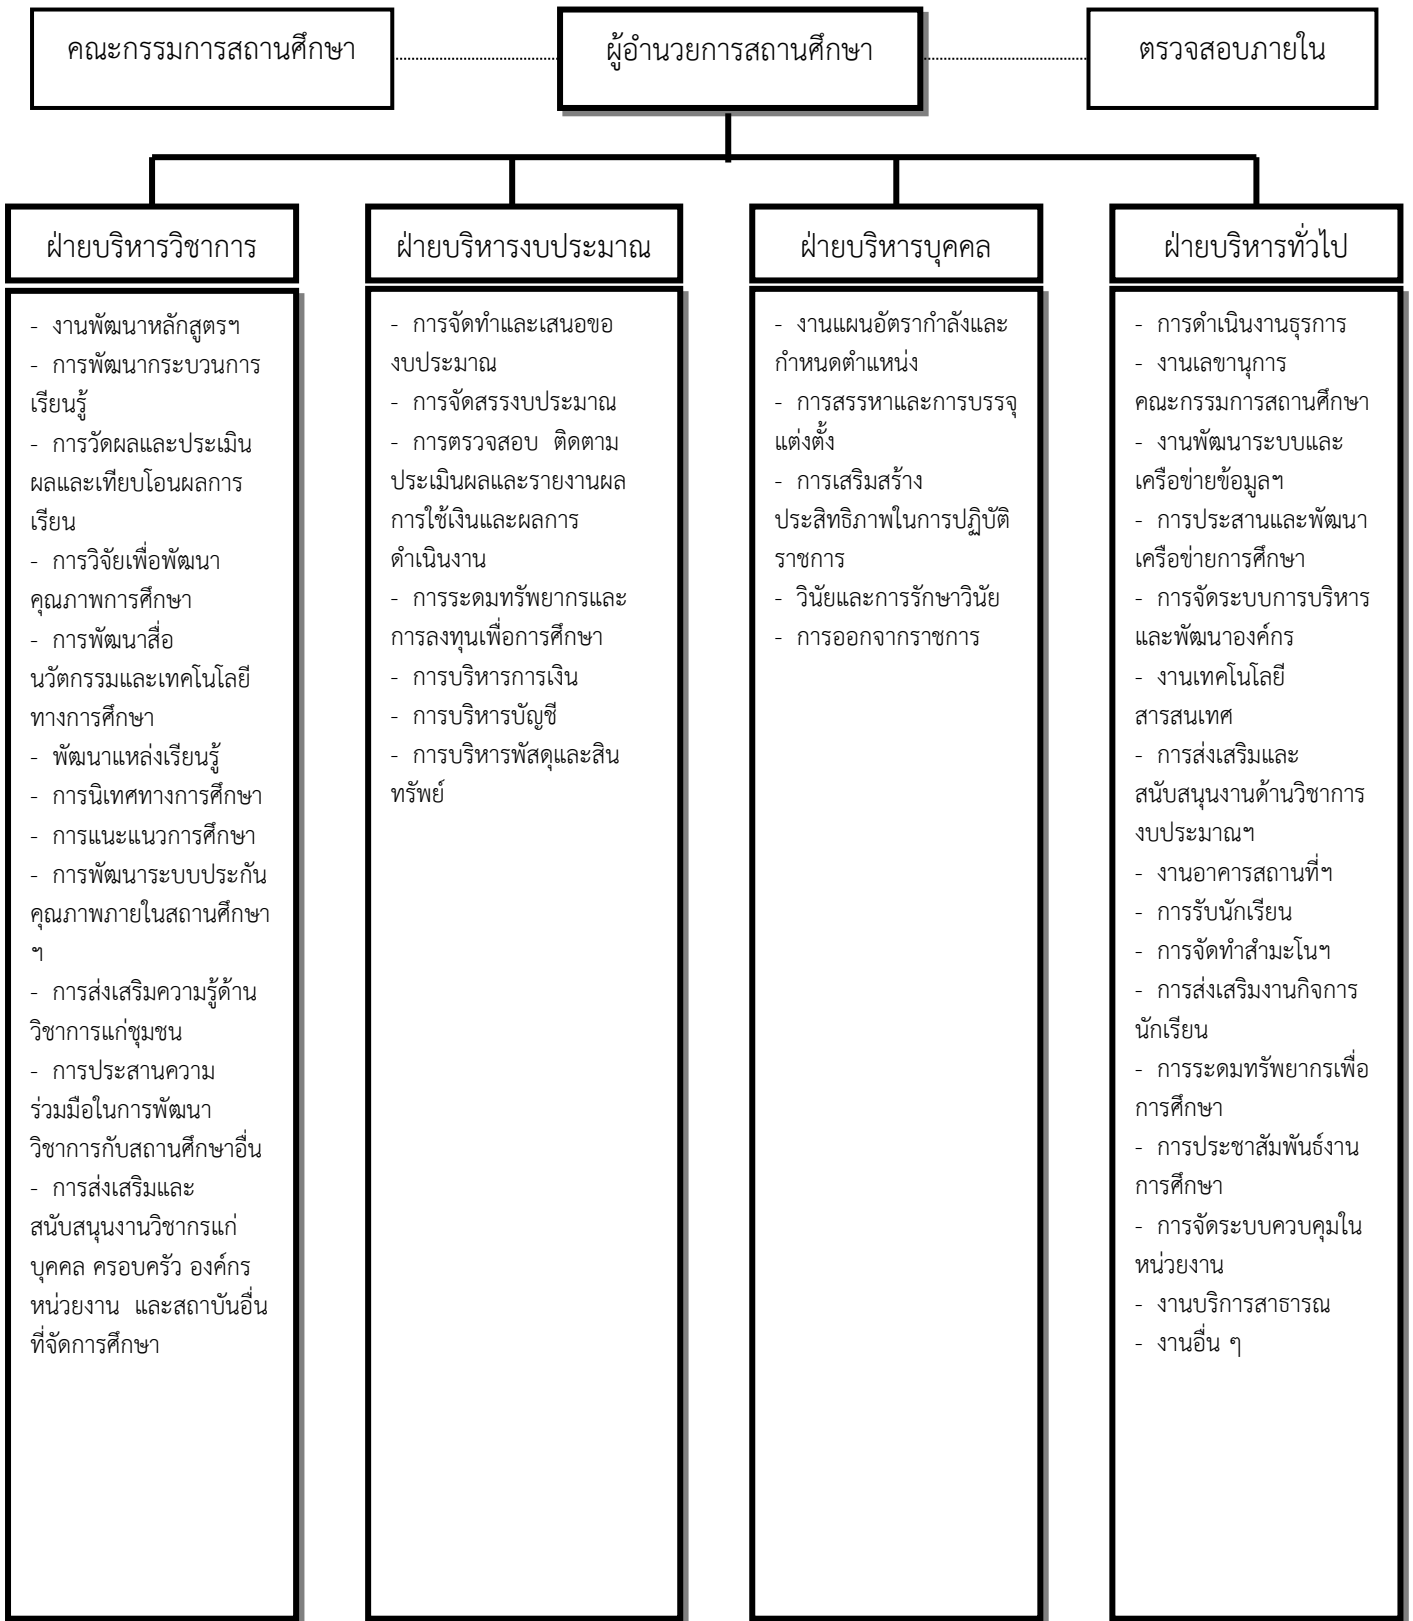 คณะกรรมการสถานศึกษา
ผู้อำนวยการสถานศึกษา
ตรวจสอบภายใน
ฝ่ายบริหารวิชาการ
- งานพัฒนาหลักสูตรฯ
- การพัฒนากระบวนการ
เรียนรู้
- การวัดผลและประเมิน
ผลและเทียบโอนผลการ
เรียน
- การวิจัยเพื่อพัฒนา
คุณภาพการศึกษา
- การพัฒนาสื่อ
นวัตกรรมและเทคโนโลยี
ทางการศึกษา
- พัฒนาแหล่งเรียนรู้
- การนิเทศทางการศึกษา
- การแนะแนวการศึกษา
- การพัฒนาระบบประกัน
คุณภาพภายในสถานศึกษา
ฯ
- การส่งเสริมความรู้ด้าน
วิชาการแก่ชุมชน
- การประสานความ
ร่วมมือในการพัฒนา
วิชาการกับสถานศึกษาอื่น
- การส่งเสริมและ
สนับสนุนงานวิชากรแก่
บุคคล ครอบครัว องค์กร
หน่วยงาน และสถาบันอื่น
ที่จัดการศึกษา
ฝ่ายบริหารงบประมาณ
- การจัดทำและเสนอขอ
งบประมาณ
- การจัดสรรงบประมาณ
- การตรวจสอบ ติดตาม
ประเมินผลและรายงานผล
การใช้เงินและผลการ
ดำเนินงาน
- การระดมทรัพยากรและ
การลงทุนเพื่อการศึกษา
- การบริหารการเงิน
- การบริหารบัญชี
- การบริหารพัสดุและสิน
ทรัพย์
ฝ่ายบริหารบุคคล
- งานแผนอัตรากำลังและ
กำหนดตำแหน่ง
- การสรรหาและการบรรจุ
แต่งตั้ง
- การเสริมสร้าง
ประสิทธิภาพในการปฏิบัติ
ราชการ
- วินัยและการรักษาวินัย
- การออกจากราชการ
ฝ่ายบริหารทั่วไป
- การดำเนินงานธุรการ
- งานเลขานุการ
คณะกรรมการสถานศึกษา
- งานพัฒนาระบบและ
เครือข่ายข้อมูลฯ
- การประสานและพัฒนา
เครือข่ายการศึกษา
- การจัดระบบการบริหาร
และพัฒนาองค์กร
- งานเทคโนโลยี
สารสนเทศ
- การส่งเสริมและ
สนับสนุนงานด้านวิชาการ
งบประมาณฯ
- งานอาคารสถานที่ฯ
- การรับนักเรียน
- การจัดทำสำมะโนฯ
- การส่งเสริมงานกิจการ
นักเรียน
- การระดมทรัพยากรเพื่อ
การศึกษา
- การประชาสัมพันธ์งาน
การศึกษา
- การจัดระบบควบคุมใน
หน่วยงาน
- งานบริการสาธารณ
- งานอื่น ๆ